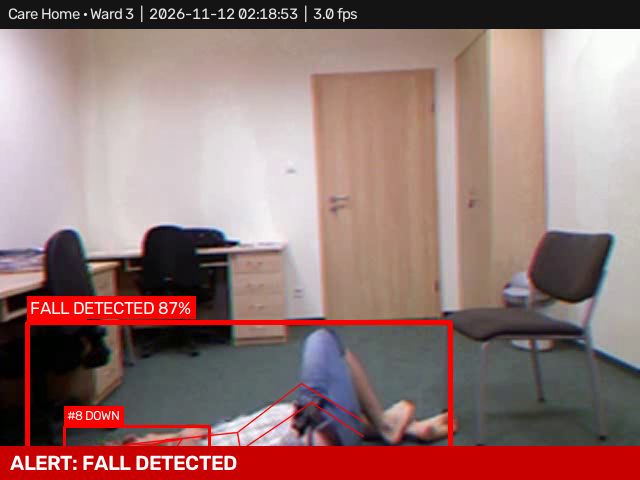 Care Home • Ward 3 | 2026-11-12 02:18:53 | 3.0 fps
FALL DETECTED 87%
#8 DOWN
ALERT: FALL DETECTED